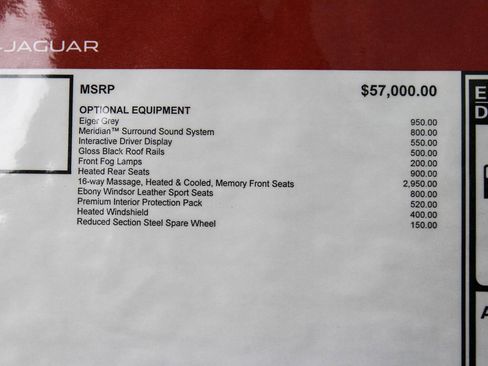 JAGUAR
MSRP $57,000.00
OPTIONAL EQUIPMENT
Eiger Grey 950.00
Meridian™ Surround Sound System 800.00
Interactive Driver Display 550.00
Gloss Black Roof Rails 500.00
Front Fog Lamps 200.00
Heated Rear Seats 900.00
16-way Massage, Heated & Cooled, Memory Front Seats 2,950.00
Ebony Windsor Leather Sport Seats 800.00
Premium Interior Protection Pack 520.00
Heated Windshield 400.00
Reduced Section Steel Spare Wheel 150.00